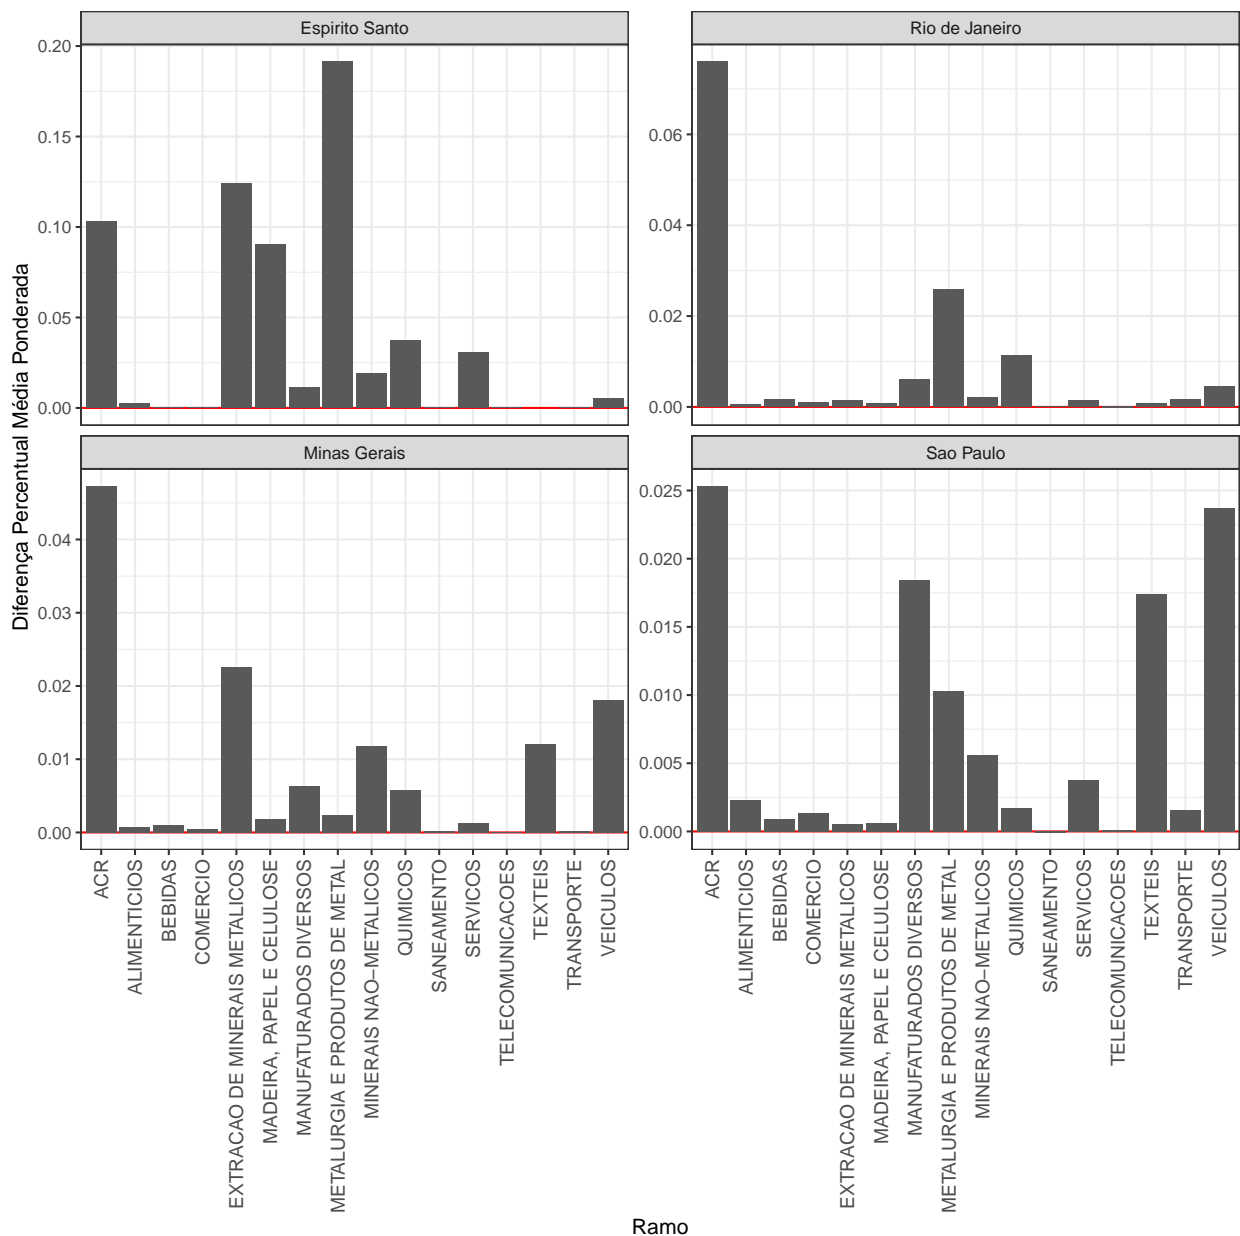 Espirito Santo
Rio de Janeiro
0.20
0.15
0.10
0.05
0.00
0.06
0.04
0.02
0.00
Diferença Percentual Média Ponderada
Minas Gerais
Sao Paulo
0.04
0.03
0.02
0.01
0.00
0.025
0.020
0.015
0.010
0.005
0.000
ACR
ALIMENTICIOS
BEBIDAS
COMERCIO
EXTRACAO DE MINERAIS METALICOS
MADEIRA, PAPEL E CELULOSE
MANUFATURADOS DIVERSOS
METALURGIA E PRODUTOS DE METAL
MINERAIS NAO−METALICOS
QUIMICOS
SANEAMENTO
SERVICOS
TELECOMUNICACOES
TEXTEIS
TRANSPORTE
VEICULOS
ACR
ALIMENTICIOS
BEBIDAS
COMERCIO
EXTRACAO DE MINERAIS METALICOS
MADEIRA, PAPEL E CELULOSE
MANUFATURADOS DIVERSOS
METALURGIA E PRODUTOS DE METAL
MINERAIS NAO−METALICOS
QUIMICOS
SANEAMENTO
SERVICOS
TELECOMUNICACOES
TEXTEIS
TRANSPORTE
VEICULOS
Ramo